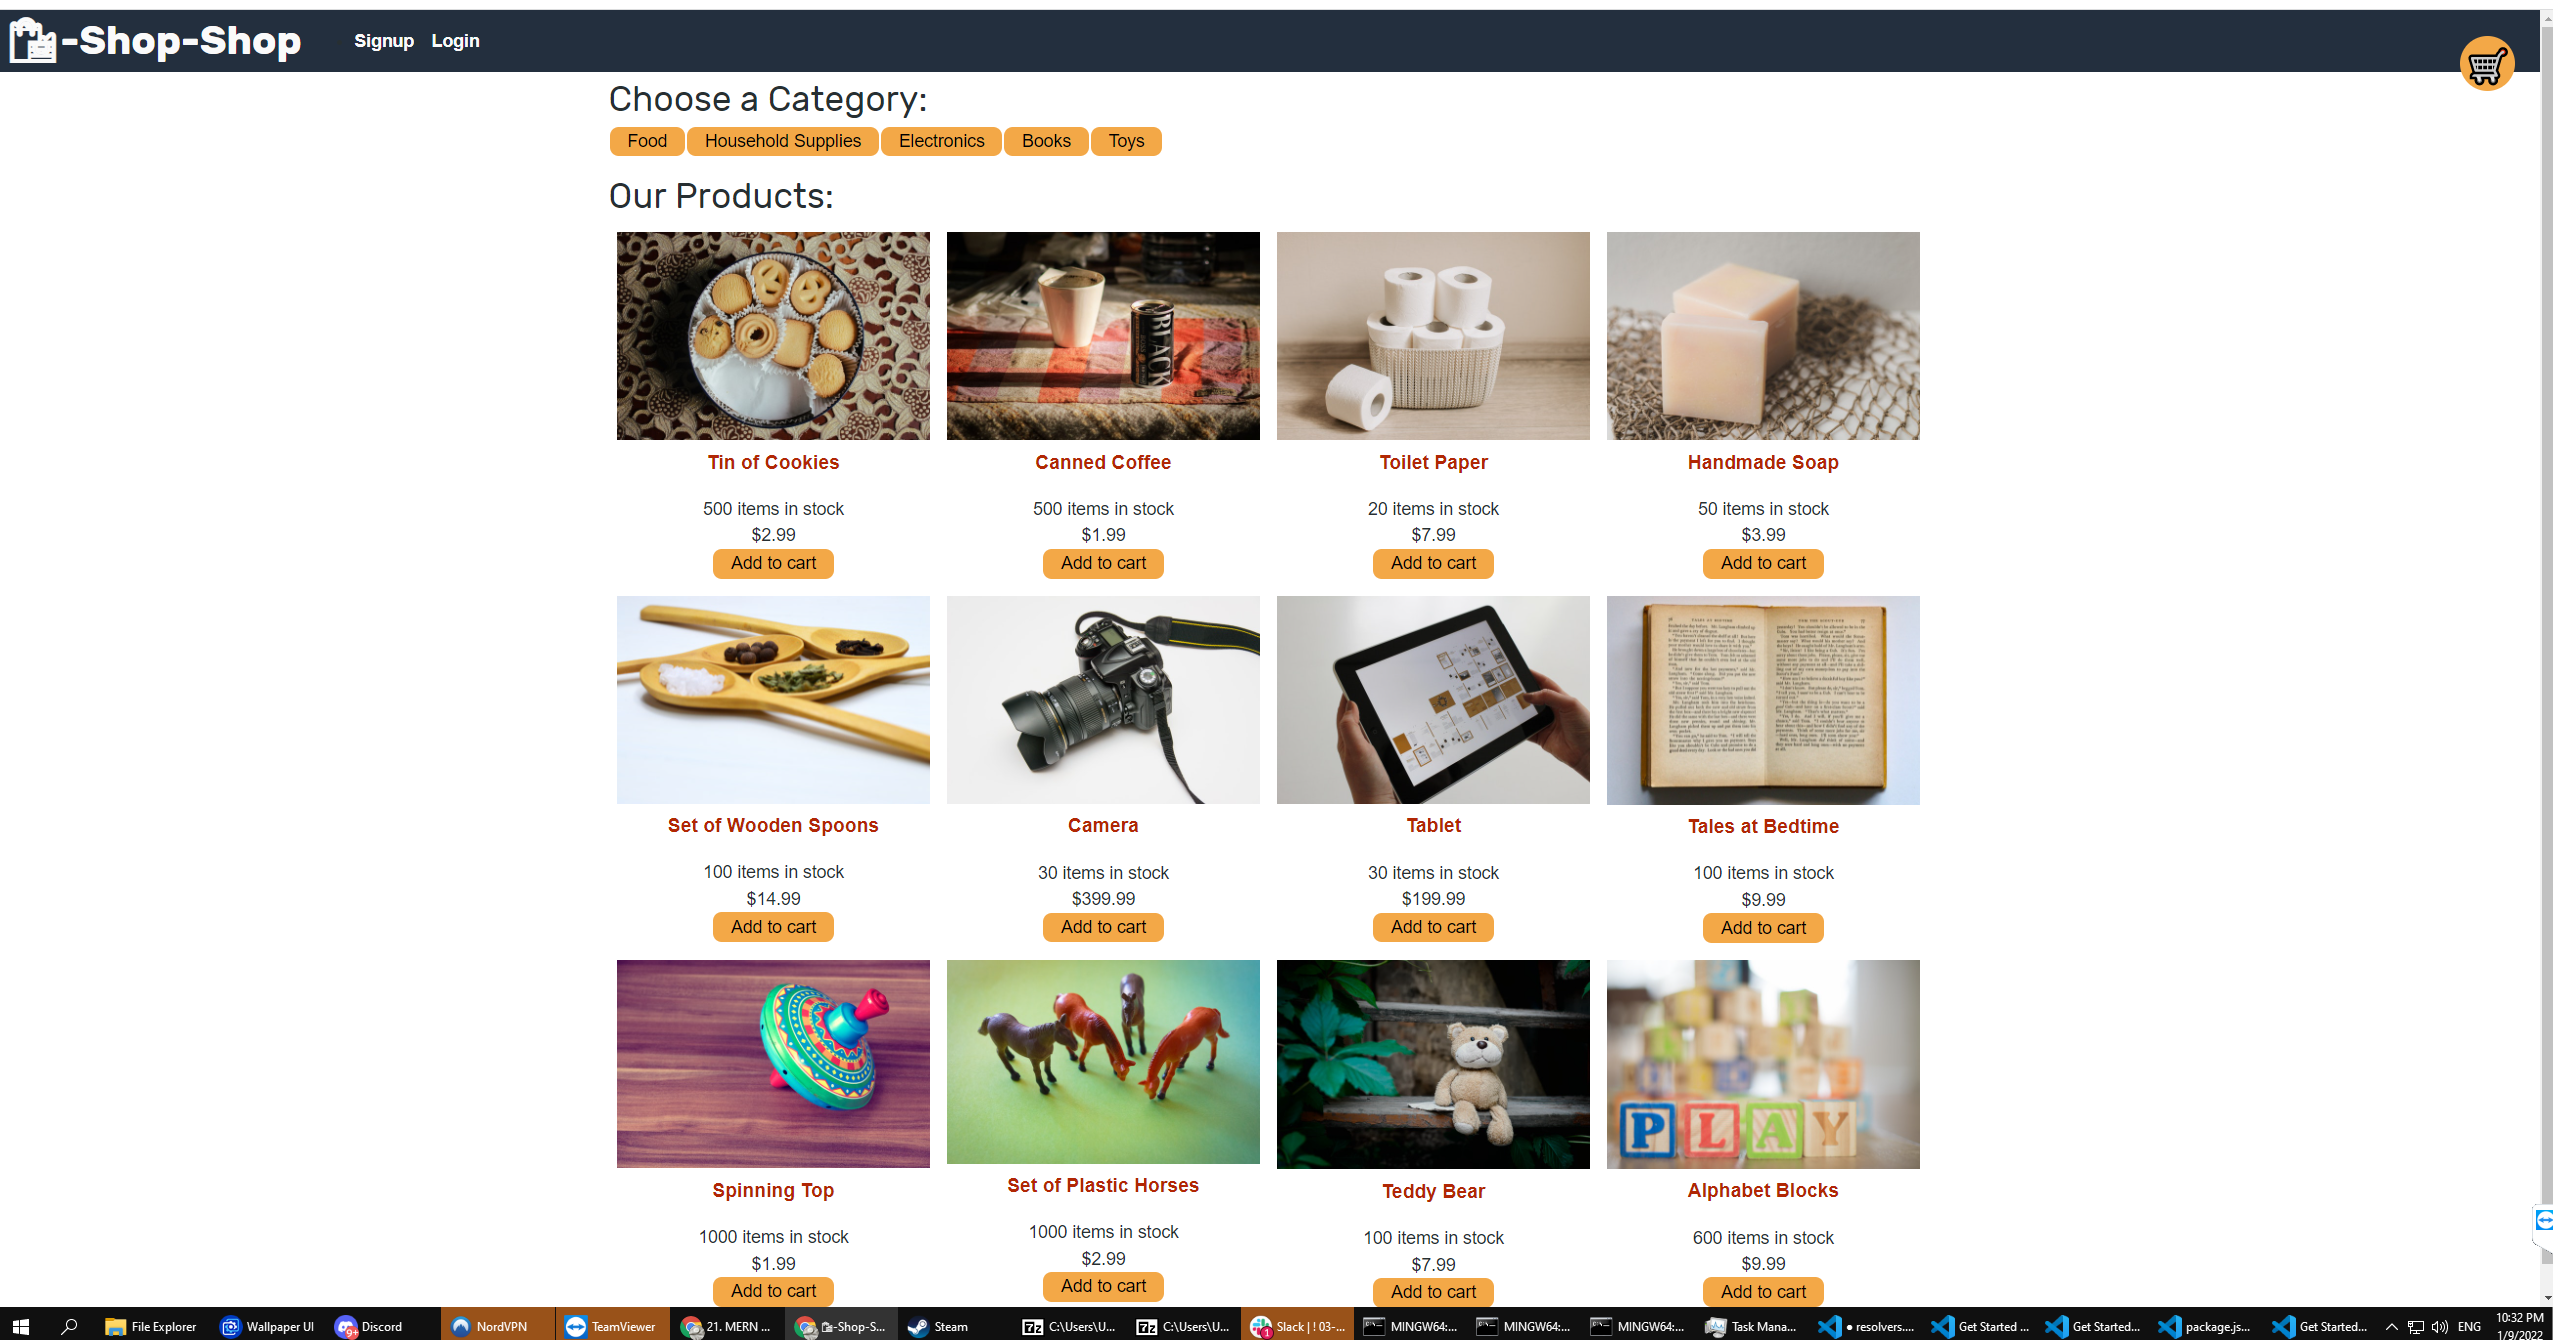 -Shop-Shop
Signup Login
Choose a Category:
Food Household Supplies Electronics Books Toys
Our Products:
BLACK
Tin of Cookies Canned Coffee Toilet Paper Handmade Soap
500 items in stock 500 items in stock 20 items in stock 50 items in stock
$2.99 $1.99 $7.99 $3.99
Add to cart Add to cart Add to cart Add to cart
Set of Wooden Spoons Camera Tablet Tales at Bedtime
100 items in stock 30 items in stock 30 items in stock 100 items in stock
$14.99 $399.99 $199.99 $9.99
Add to cart Add to cart Add to cart Add to cart
PLAY
Spinning Top Set of Plastic Horses Teddy Bear Alphabet Blocks
1000 items in stock 1000 items in stock 100 items in stock 600 items in stock
$1.99 $2.99 $7.99 $9.99
Add to cart Add to cart Add to cart Add to cart
File Explorer Wallpaper UI Discord NordVPN TeamViewer 21. MERN ... -Shop-S... Steam C:\Users\U... C:\Users\U... Slack | ! 03-... MINGW64:... MINGW64:... MINGW64:... Task Mana... ● resolvers.... Get Started ... Get Started... package.js... Get Started... ENG 10:32 PM
1/9/2022